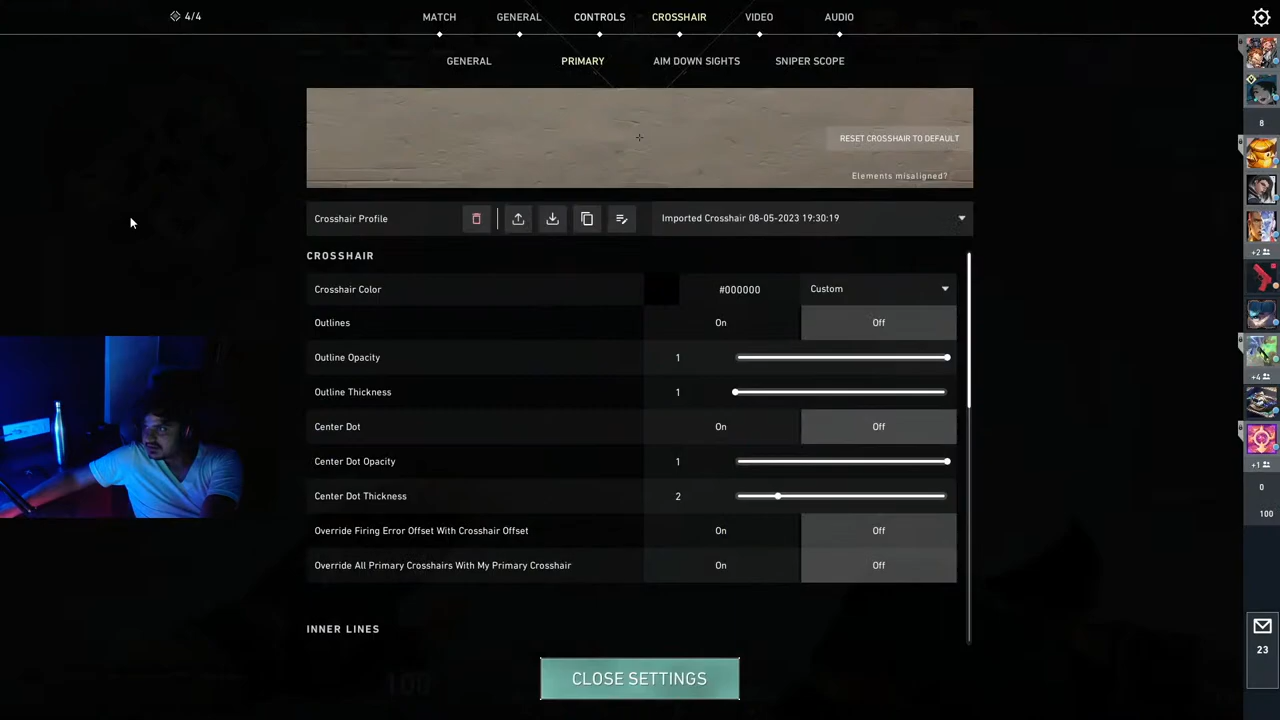 4/4
MATCH GENERAL CONTROLS CROSSHAIR VIDEO AUDIO
GENERAL PRIMARY AIM DOWN SIGHTS SNIPER SCOPE
RESET CROSSHAIR TO DEFAULT
Elements misaligned?
Crosshair Profile Imported Crosshair 08-05-2023 19:30:19
CROSSHAIR
Crosshair Color #000000 Custom
Outlines On Off
Outline Opacity 1
Outline Thickness 1
Center Dot On Off
Center Dot Opacity 1
Center Dot Thickness 2
Override Firing Error Offset With Crosshair Offset On Off
Override All Primary Crosshairs With My Primary Crosshair On Off
INNER LINES
CLOSE SETTINGS
100
8
+2
+4
+1
0
100
23